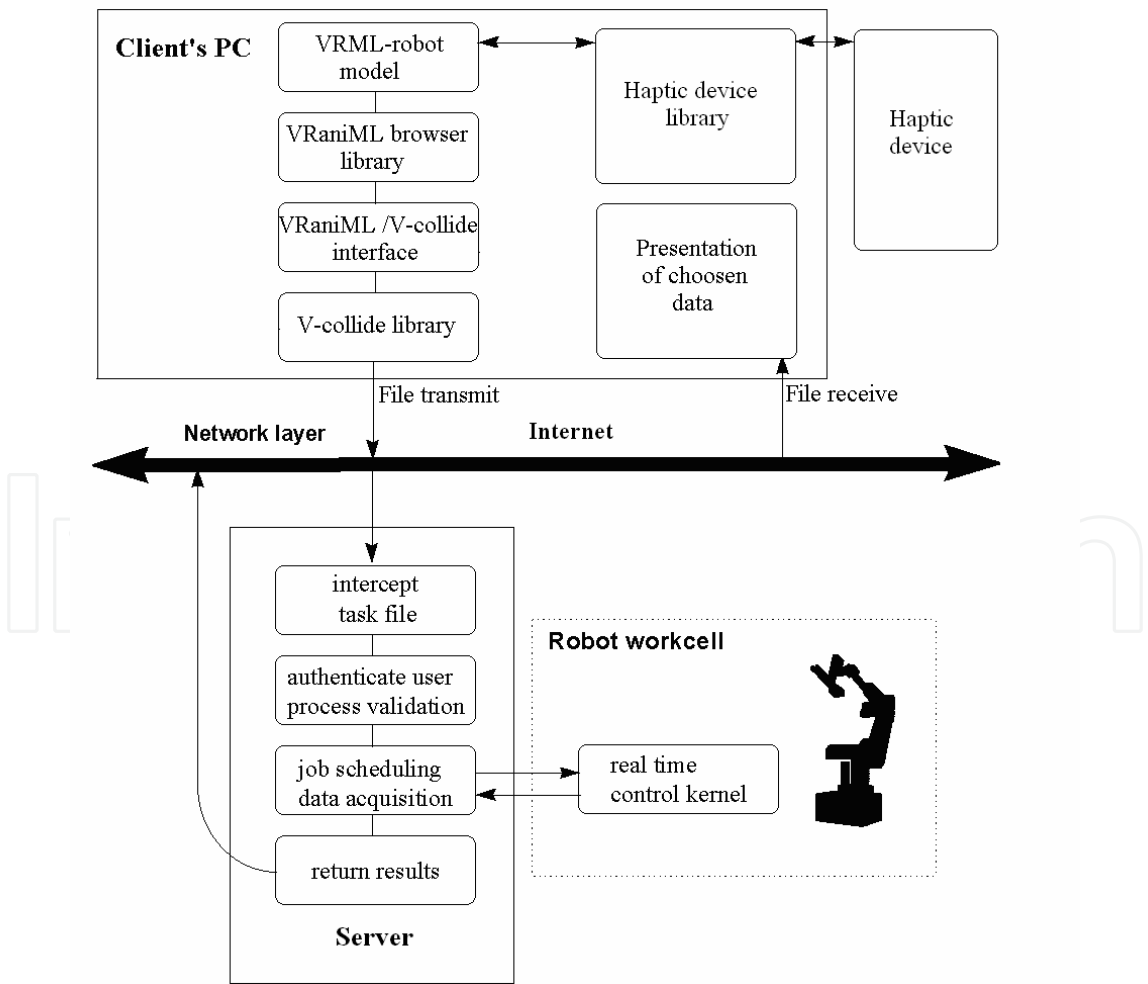 Client's PC
VRML-robot
model
Haptic device
library
Haptic
device
VRaniML browser
library
VRaniML /V-collide
interface
V-collide library
Presentation
of choosen
data
File transmit
File receive
Network layer
Internet
intercept
task file
authenticate user
process validation
job scheduling
data acquisition
return results
Server
Robot workcell
real time
control kernel